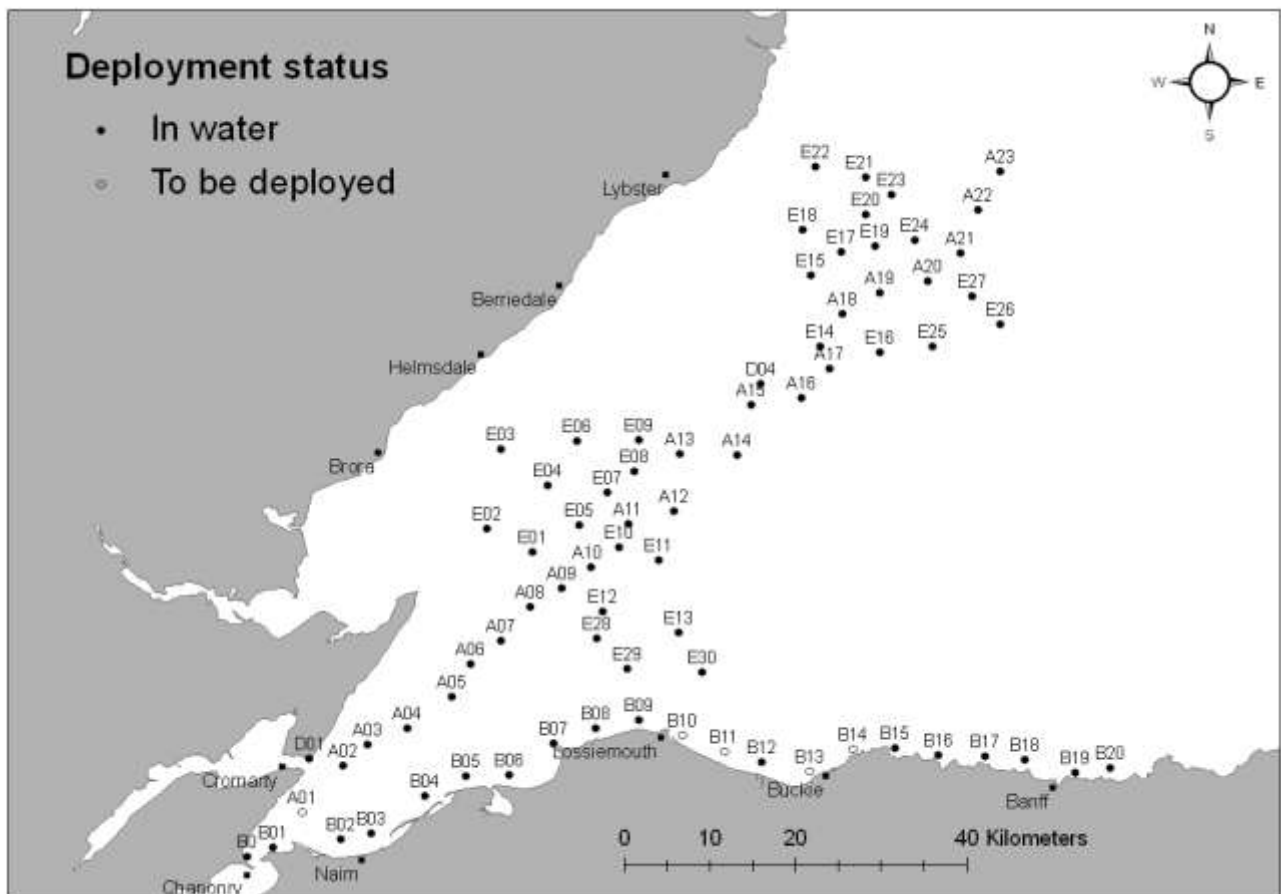 Deployment status
In water
To be deployed
N
W E
S
Lybster
Berriedale
Helmsdale
Brora
Cromarty
Chanonry
Nairn
Lossiemouth
Buckie
Banff
E22
E21
A23
E23
A22
E20
E18
E24
E19
E17
A21
E15
A20
A19
E27
A18
E26
E14
E16
E25
A17
D04
A16
A15
E03
E06
E09
A13
A14
E08
E04
E07
A12
E02
E05
A11
E01
E10
E11
A10
A09
A08
E12
E28
E13
A07
A06
E29
E30
A05
A04
A03
A02
D01
A01
B09
B08
B10
B07
B11
B12
B13
B14
B15
B16
B17
B18
B19
B20
B05
B06
B04
B03
B02
B01
B0
0 10 20 40 Kilometers